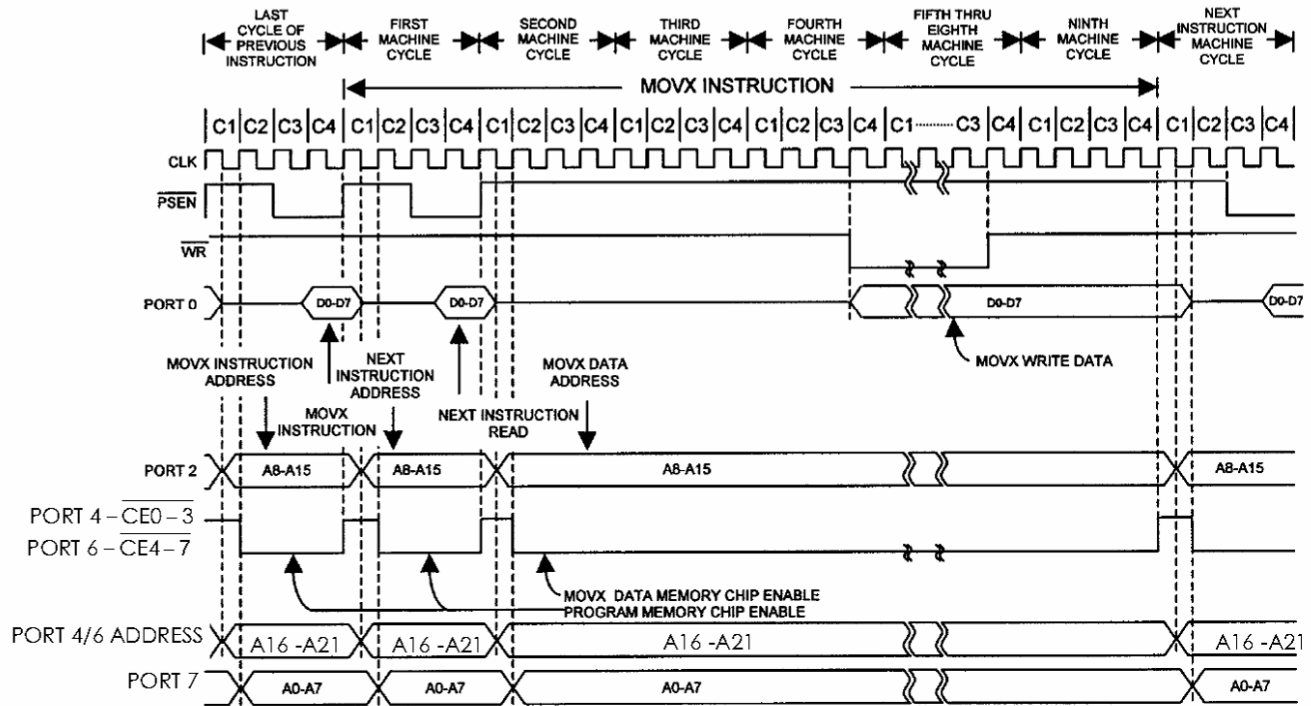 LAST CYCLE OF PREVIOUS INSTRUCTION
FIRST MACHINE CYCLE
SECOND MACHINE CYCLE
THIRD MACHINE CYCLE
FOURTH MACHINE CYCLE
FIFTH THRU EIGHTH MACHINE CYCLE
NINTH MACHINE CYCLE
NEXT INSTRUCTION MACHINE CYCLE
MOVX INSTRUCTION
C1 C2 C3 C4 C1 C2 C3 C4 C1 C2 C3 C4 C1 C2 C3 C4 C1 C2 C3 C4 C1 ........ C3 C4 C1 C2 C3 C4 C1 C2 C3 C4
CLK
PSEN
WR
PORT 0 D0-D7 D0-D7 D0-D7 D0-D7
MOVX INSTRUCTION ADDRESS
NEXT INSTRUCTION ADDRESS
MOVX DATA ADDRESS
MOVX WRITE DATA
MOVX INSTRUCTION
NEXT INSTRUCTION READ
PORT 2 A8-A15 A8-A15 A8-A15 A8-A15
PORT 4 – CE0 – 3
PORT 6 – CE4 – 7
MOVX DATA MEMORY CHIP ENABLE
PROGRAM MEMORY CHIP ENABLE
PORT 4/6 ADDRESS A16 -A21 A16 -A21 A16 -A21 A16 -A21
PORT 7 A0-A7 A0-A7 A0-A7 A0-A7